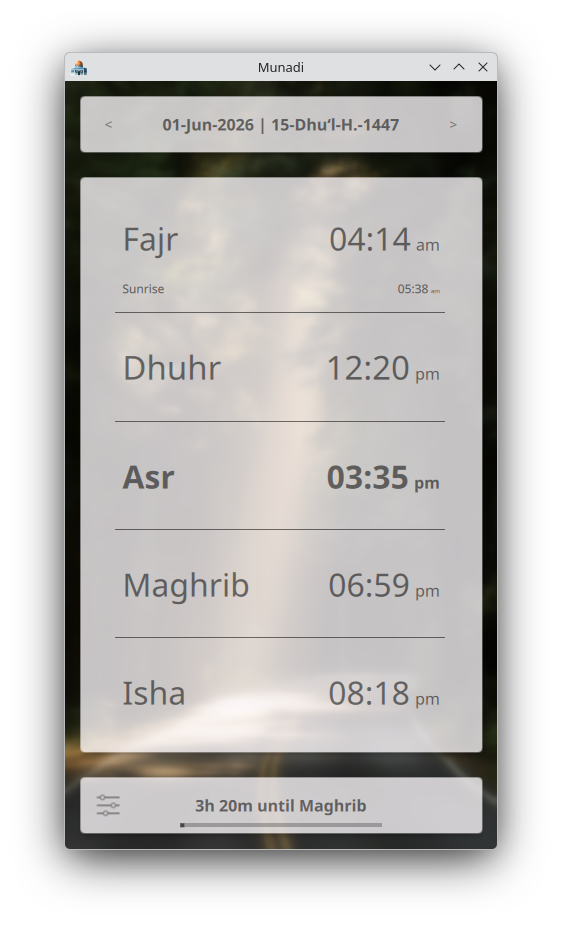 Munadi
< 01-Jun-2026 | 15-Dhu‘l-H.-1447 >
Fajr 04:14 am
Sunrise 05:38 am
Dhuhr 12:20 pm
Asr 03:35 pm
Maghrib 06:59 pm
Isha 08:18 pm
3h 20m until Maghrib